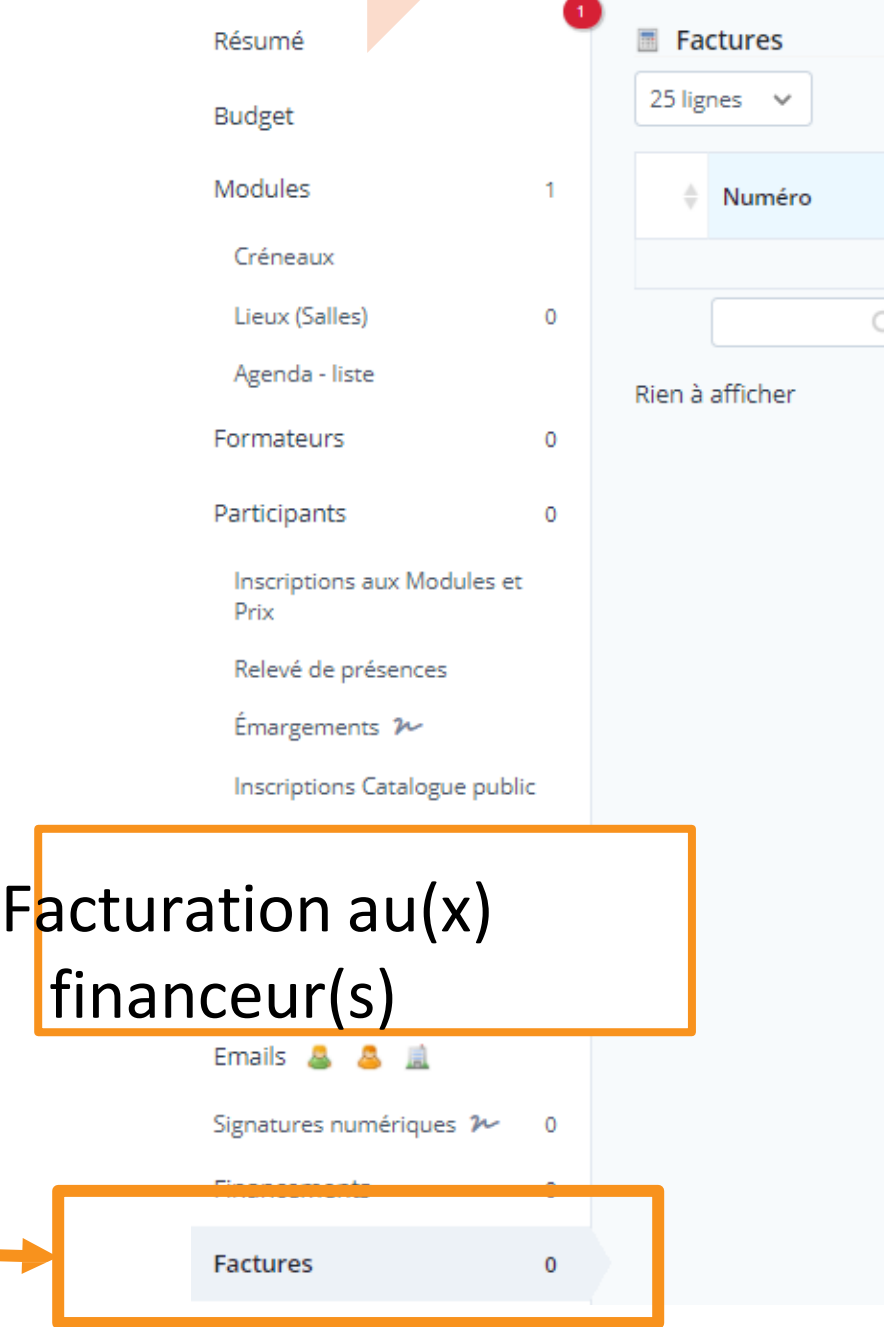 Résumé
Budget
Modules 1
Créneaux
Lieux (Salles) 0
Agenda - liste
Formateurs 0
Participants 0
Inscriptions aux Modules et
Prix
Relevé de présences
Émargements
Inscriptions Catalogue public
Facturation au(x)
financeur(s)
Emails
Signatures numériques 0
Financements 0
Factures 0
1
Factures
25 lignes
Numéro
Rien à afficher